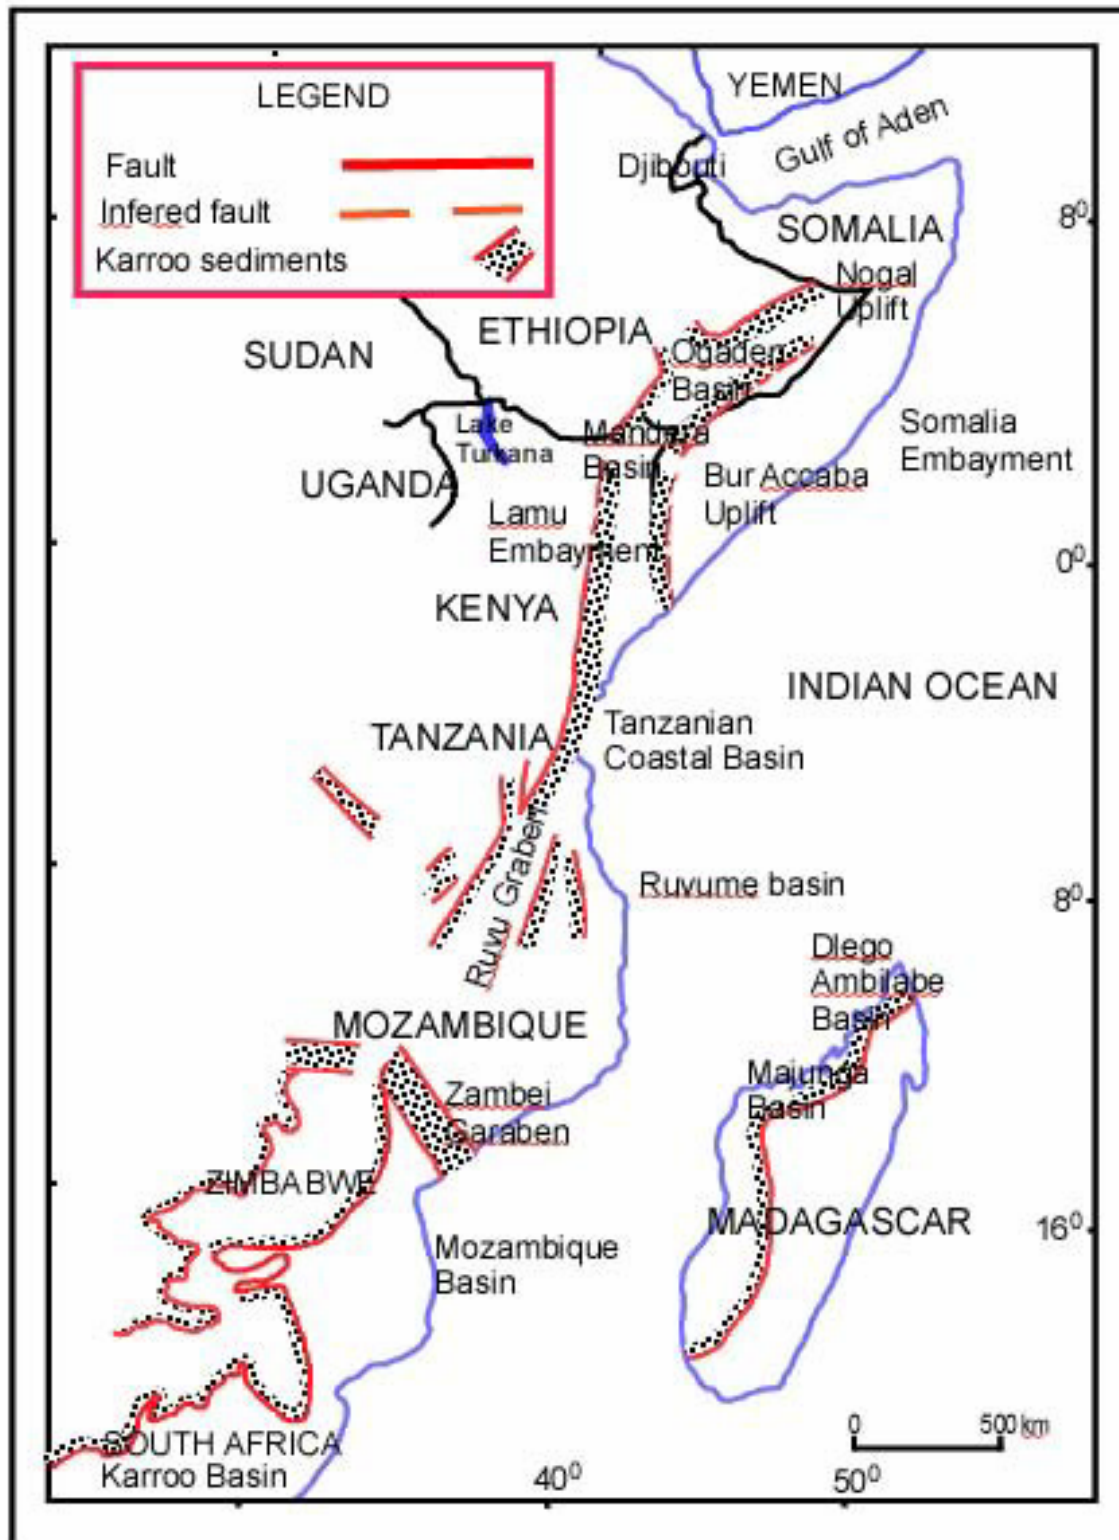 LEGEND
Fault
Infered fault
Karroo sediments
YEMEN
Gulf of Aden
Djibouti
8⁰
SOMALIA
Nogal
Uplift
ETHIOPIA
SUDAN
Ogaden
Basin
Lake
Turkana
Mandera
Basin
Somalia
Embayment
UGANDA
Bur Accaba
Uplift
Lamu
Embayment
0⁰
KENYA
INDIAN OCEAN
TANZANIA
Tanzanian
Coastal Basin
Ruvu Graben
Ruvume basin
8⁰
Dlego
Ambilabe
Basin
MOZAMBIQUE
Majunga
Basin
Zambei
Garaben
ZIMBABWE
MADAGASCAR
16⁰
Mozambique
Basin
0
500 km
SOUTH AFRICA
Karroo Basin
40⁰
50⁰